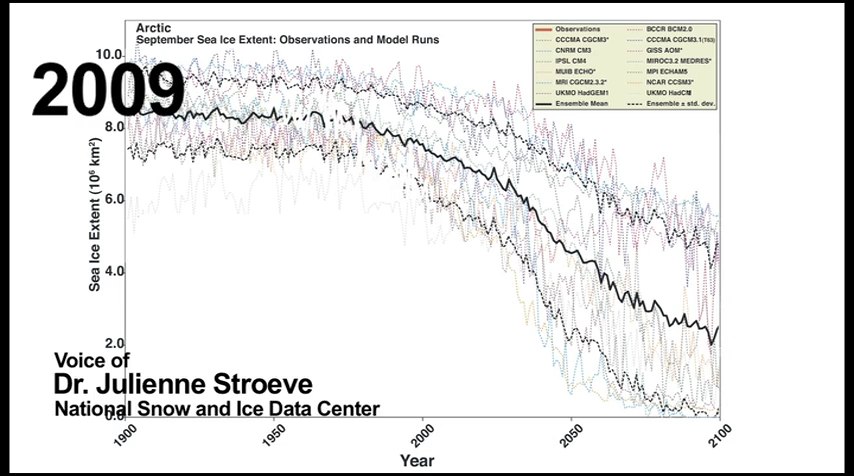 Arctic
September Sea Ice Extent: Observations and Model Runs
Observations
CCCMA CGCM3*
CNRM CM3
IPSL CM4
MUIB ECHO*
MRI CGCM2.3.2*
UKMO HadGEM1
Ensemble Mean
BCCR BCM2.0
CCCMA CGCM3.1(T63)
GISS AOM*
MIROC3.2 MEDRES*
MPI ECHAM5
NCAR CCSM3*
UKMO HadCM
Ensemble ± std. dev.
2009
Sea Ice Extent (10⁶ km²)
10.0
8.0
6.0
4.0
2.0
0.0
Voice of
Dr. Julienne Stroeve
National Snow and Ice Data Center
1900
1950
2000
2050
2100
Year